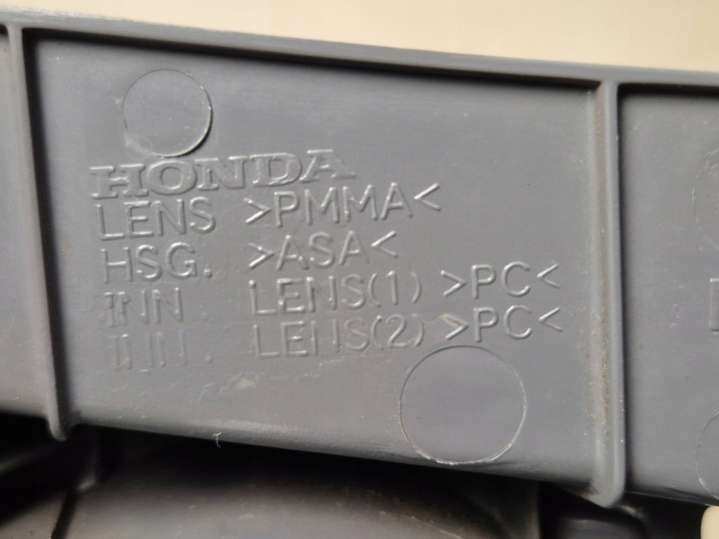 HONDA
LENS >PMMA<
HSG. >ASA<
INN LENS(1) >PC<
INN. LENS(2) >PC<